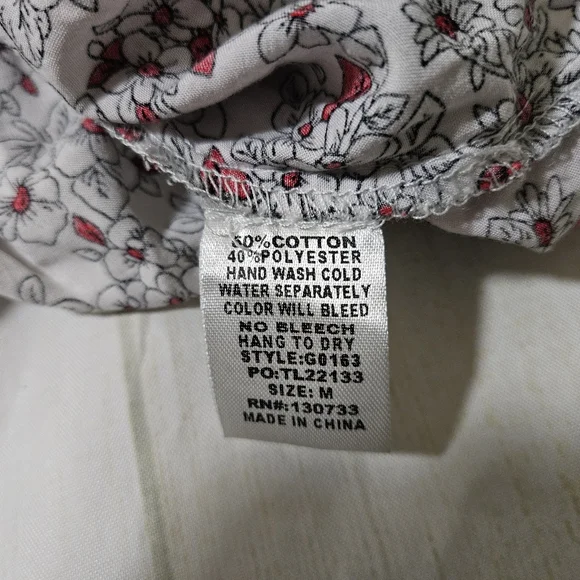 60%COTTON
40%POLYESTER
HAND WASH COLD
WATER SEPARATELY
COLOR WILL BLEED
NO BLEECH
HANG TO DRY
STYLE:G0163
PO:TL22133
SIZE: M
RN#:130733
MADE IN CHINA